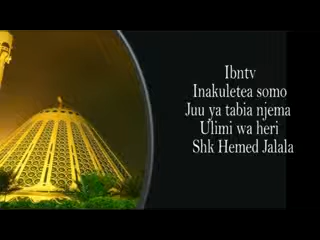 Ibntv
Inakuletea somo
Juu ya tabia njema
Ulimi wa heri
Shk Hemed Jalala